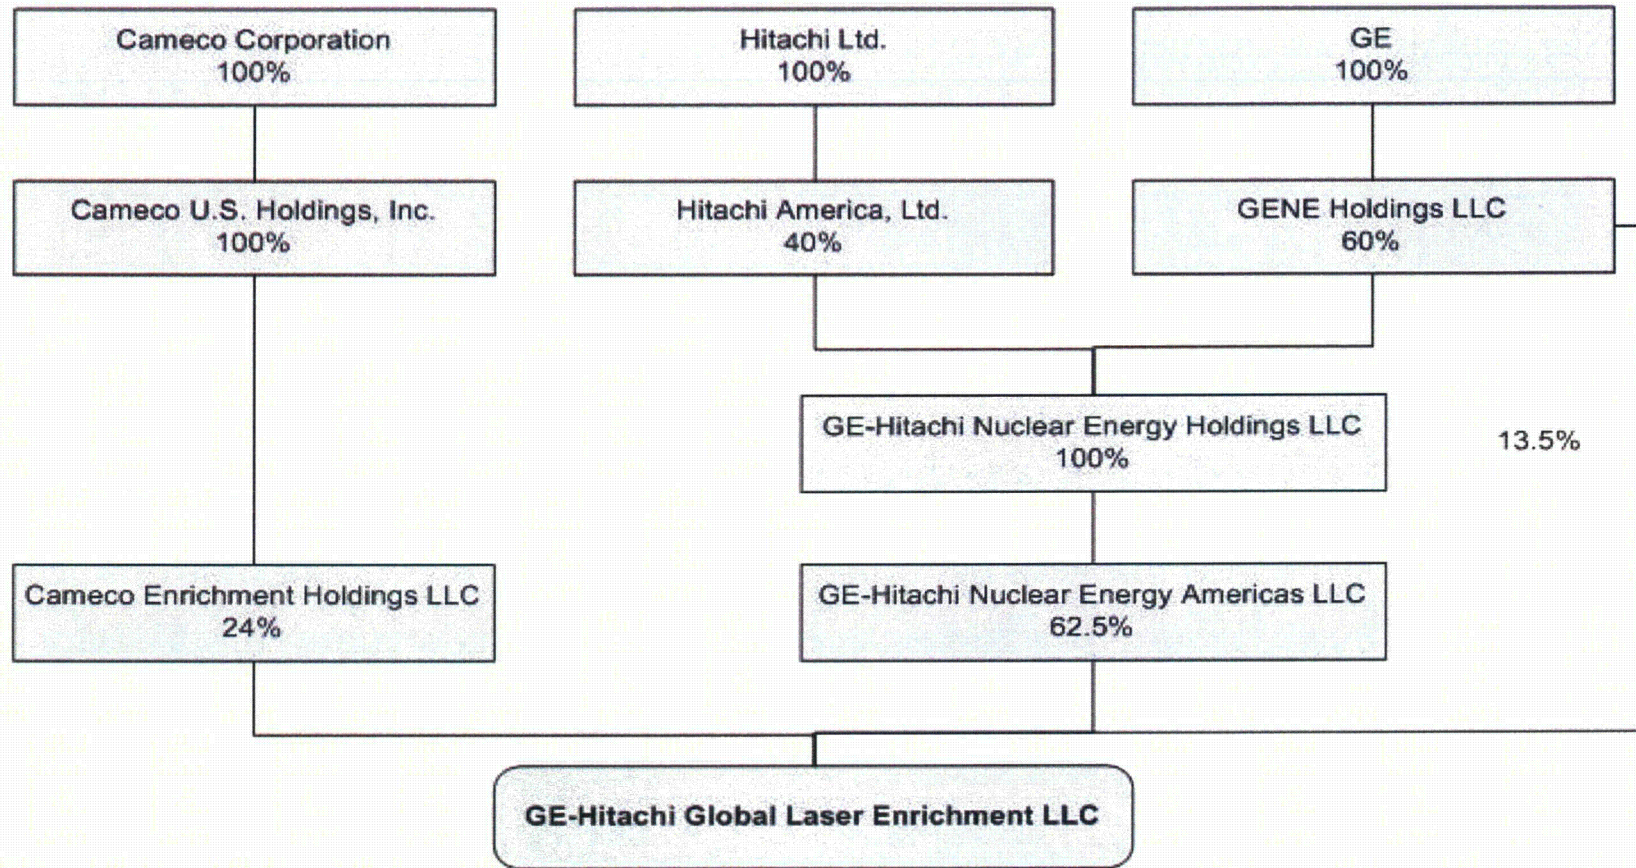 Cameco Corporation
100%
Hitachi Ltd.
100%
GE
100%
Cameco U.S. Holdings, Inc.
100%
Hitachi America, Ltd.
40%
GENE Holdings LLC
60%
GE-Hitachi Nuclear Energy Holdings LLC
100%
13.5%
Cameco Enrichment Holdings LLC
24%
GE-Hitachi Nuclear Energy Americas LLC
62.5%
GE-Hitachi Global Laser Enrichment LLC